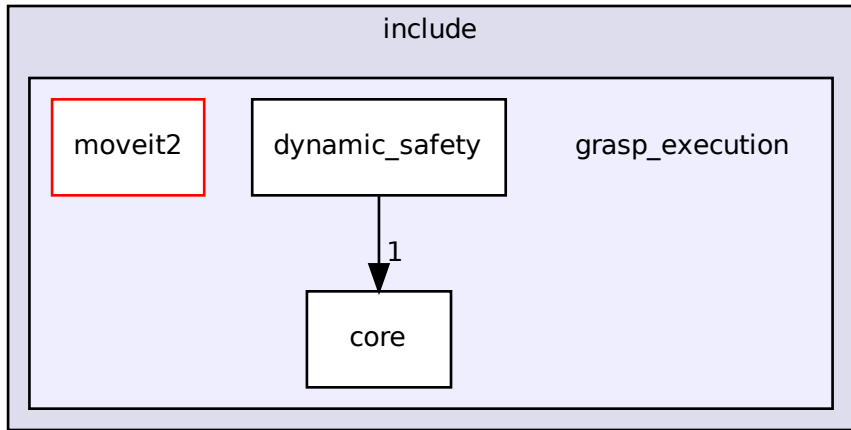 include
moveit2
dynamic_safety
grasp_execution
1
core